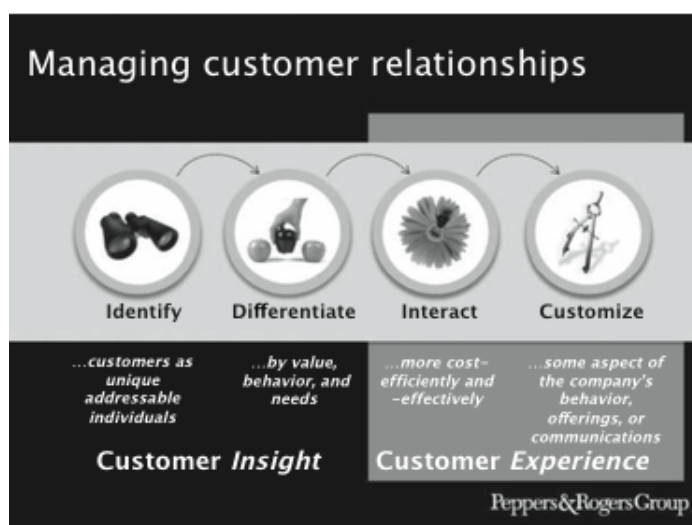 Managing customer relationships
Identify
Differentiate
Interact
Customize
...customers as
unique
addressable
individuals
...by value,
behavior, and
needs
...more cost-
efficiently and
-effectively
...some aspect of
the company's
behavior,
offerings, or
communications
Customer Insight
Customer Experience
Peppers&RogersGroup